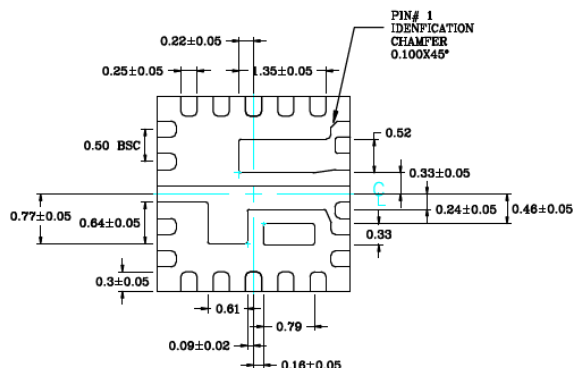 PIN# 1
IDENFICATION
CHAMFER
0.100X45°
0.22±0.05
0.25±0.05
1.35±0.05
0.50 BSC
0.52
0.33±0.05
C
L
0.77±0.05
0.64±0.05
0.24±0.05
0.46±0.05
0.33
0.3±0.05
0.61
0.79
0.09±0.02
0.16±0.05